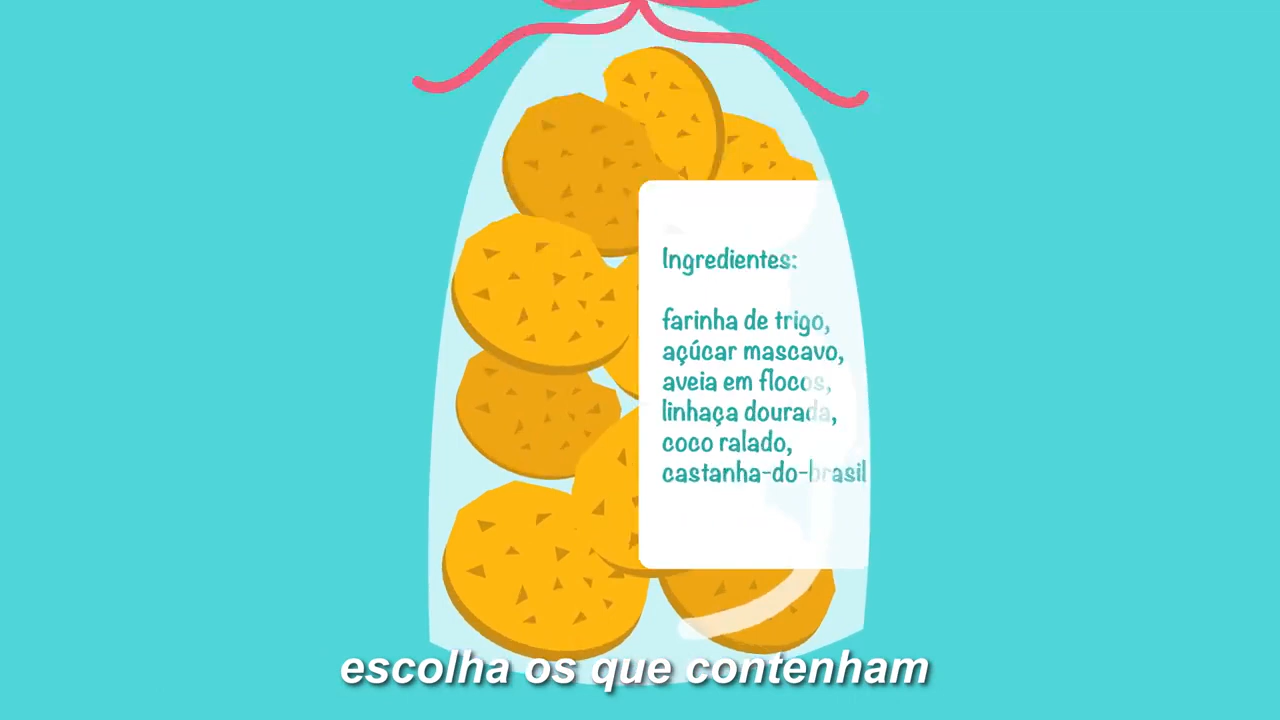 Ingredientes:
farinha de trigo,
açúcar mascavo,
aveia em flocos,
linhaça dourada,
coco ralado,
castanha-do-brasil
escolha os que contenham